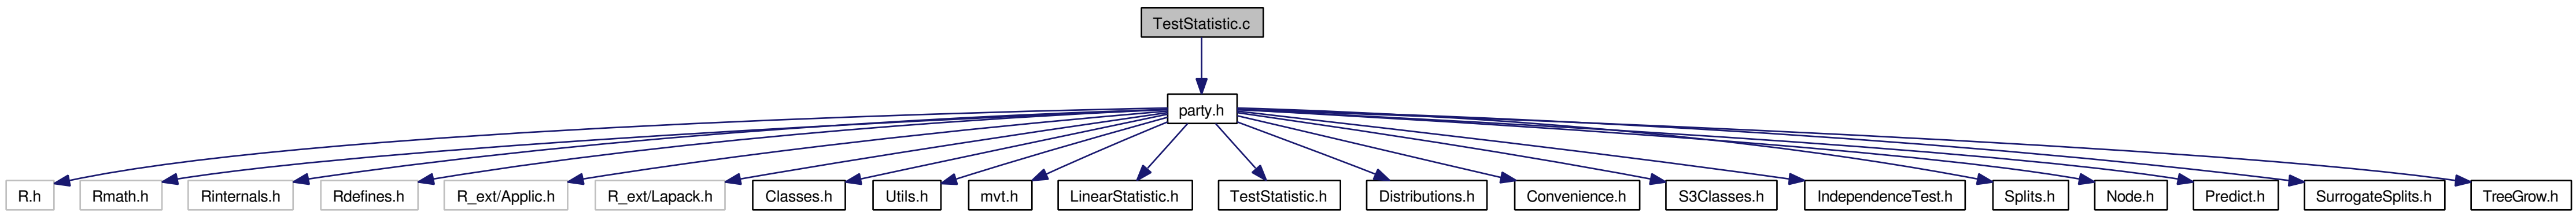 TestStatistic.c
party.h
R.h
Rmath.h
Rinternals.h
Rdefines.h
R_ext/Applic.h
R_ext/Lapack.h
Classes.h
Utils.h
mvt.h
LinearStatistic.h
TestStatistic.h
Distributions.h
Convenience.h
S3Classes.h
IndependenceTest.h
Splits.h
Node.h
Predict.h
SurrogateSplits.h
TreeGrow.h